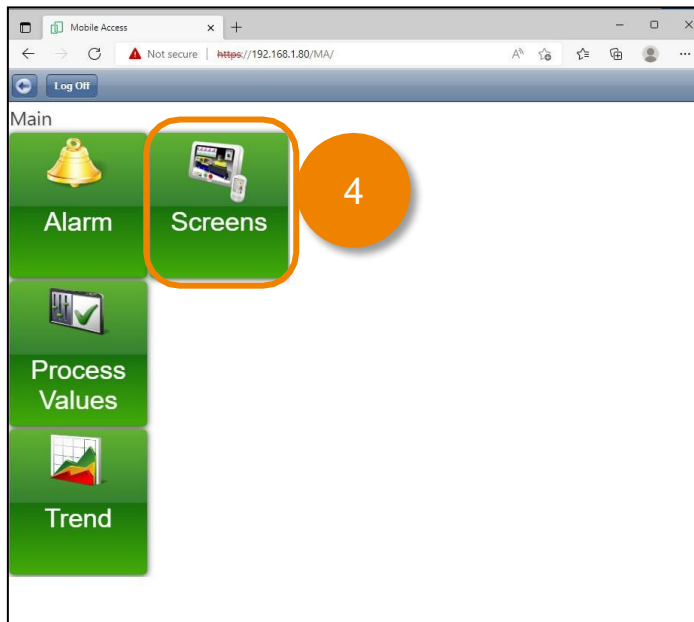 Mobile Access
Not secure | https://192.168.1.80/MA/
Log Off
Main
Alarm
Screens
4
Process
Values
Trend